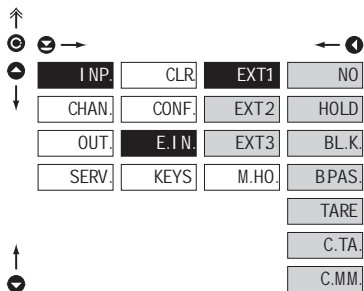 INP. CLR. EXT1 NO
CHAN. CONF. EXT2 HOLD
OUT. E.IN. EXT3 BL.K.
SERV. KEYS M.HO. BPAS.
TARE
C.TA.
C.MM.